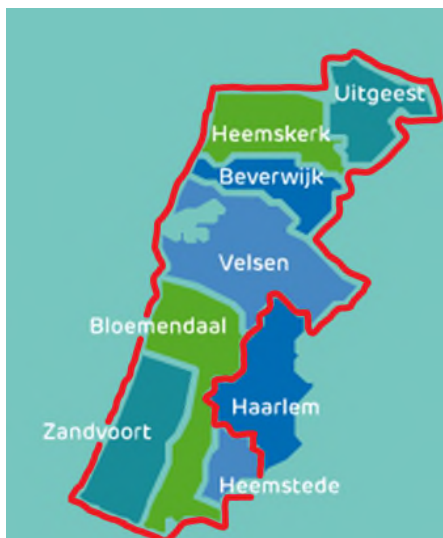 Uitgeest
Heemskerk
Beverwijk
Velsen
Bloemendaal
Haarlem
Zandvoort
Heemstede